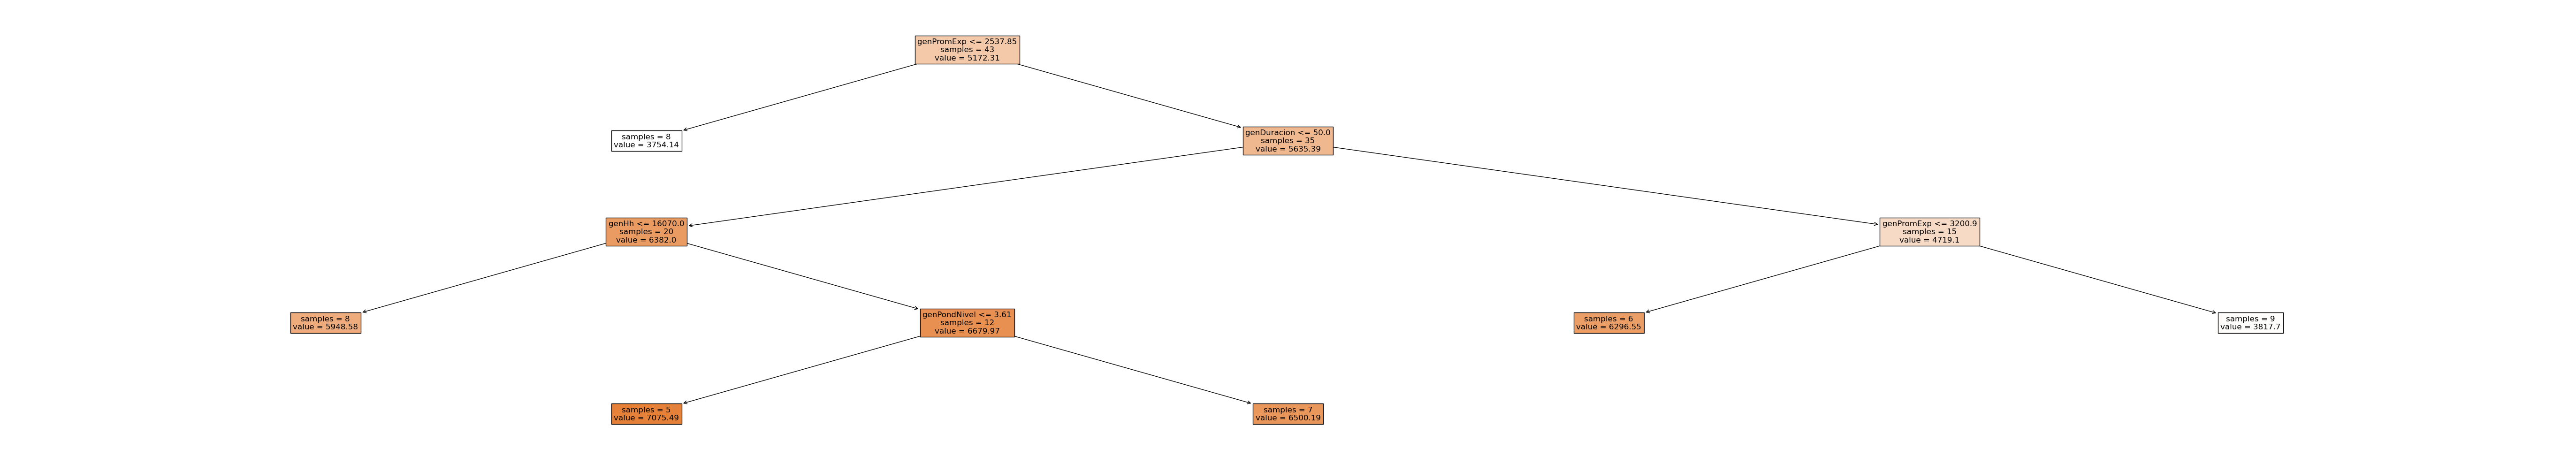 genPromExp <= 2537.85
samples = 43
value = 5172.31
samples = 8
value = 3754.14
genDuracion <= 50.0
samples = 35
value = 5635.39
genHh <= 16070.0
samples = 20
value = 6382.0
genPromExp <= 3200.9
samples = 15
value = 4719.1
samples = 8
value = 5948.58
genPondNivel <= 3.61
samples = 12
value = 6679.97
samples = 6
value = 6296.55
samples = 9
value = 3817.7
samples = 5
value = 7075.49
samples = 7
value = 6500.19